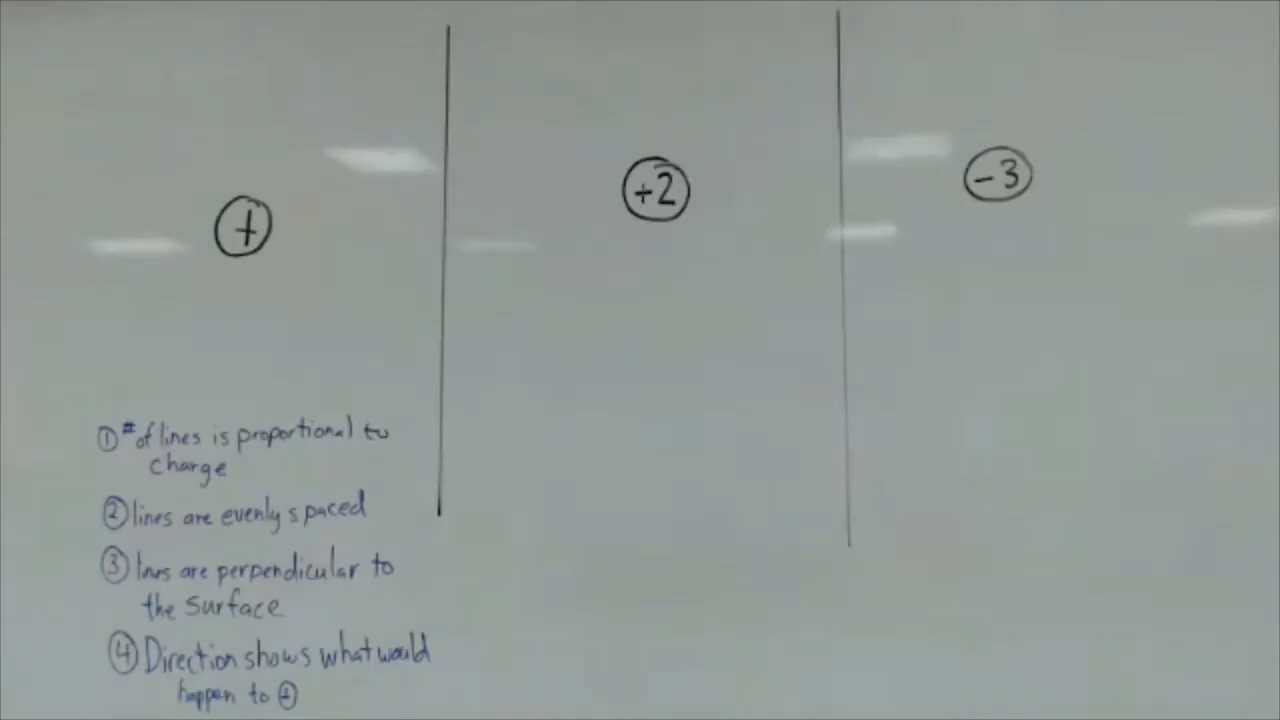 +
+2
-3
① # of lines is proportional to
charge
② lines are evenly spaced
③ lines are perpendicular to
the surface
④ Direction shows what would
happen to ⊕